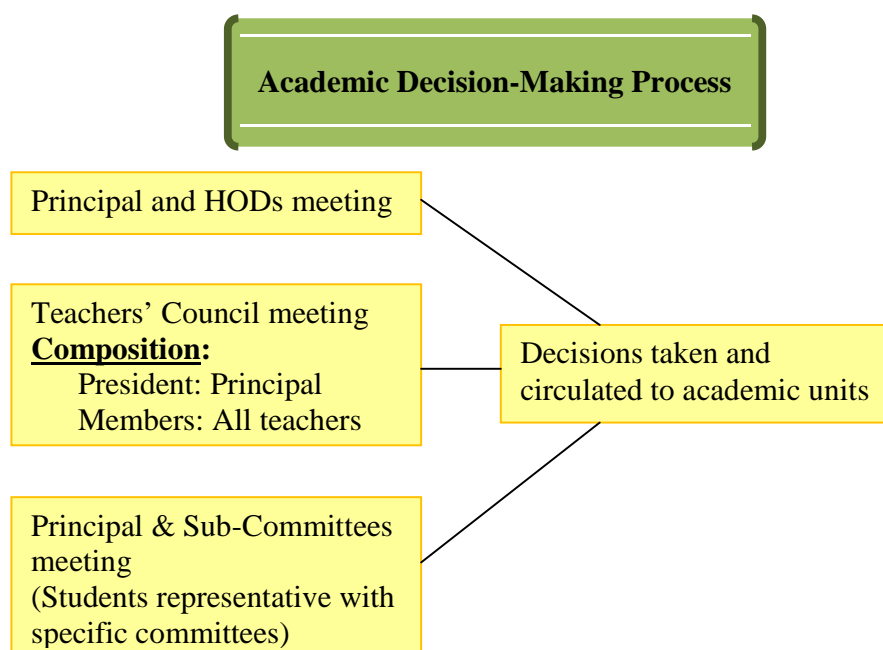 Academic Decision-Making Process
Principal and HODs meeting
Teachers’ Council meeting
Composition:
President: Principal
Members: All teachers
Decisions taken and
circulated to academic units
Principal & Sub-Committees
meeting
(Students representative with
specific committees)